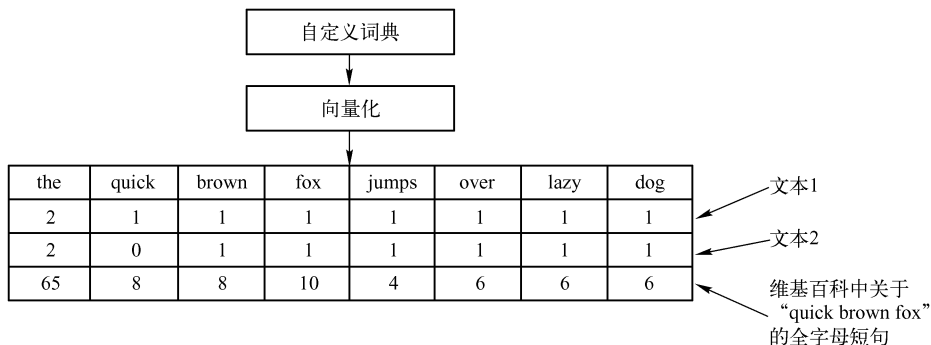 自定义词典
向量化
the quick brown fox jumps over lazy dog
2 1 1 1 1 1 1 1
文本1
2 0 1 1 1 1 1 1
文本2
65 8 8 10 4 6 6 6
维基百科中关于
“quick brown fox”
的全字母短句